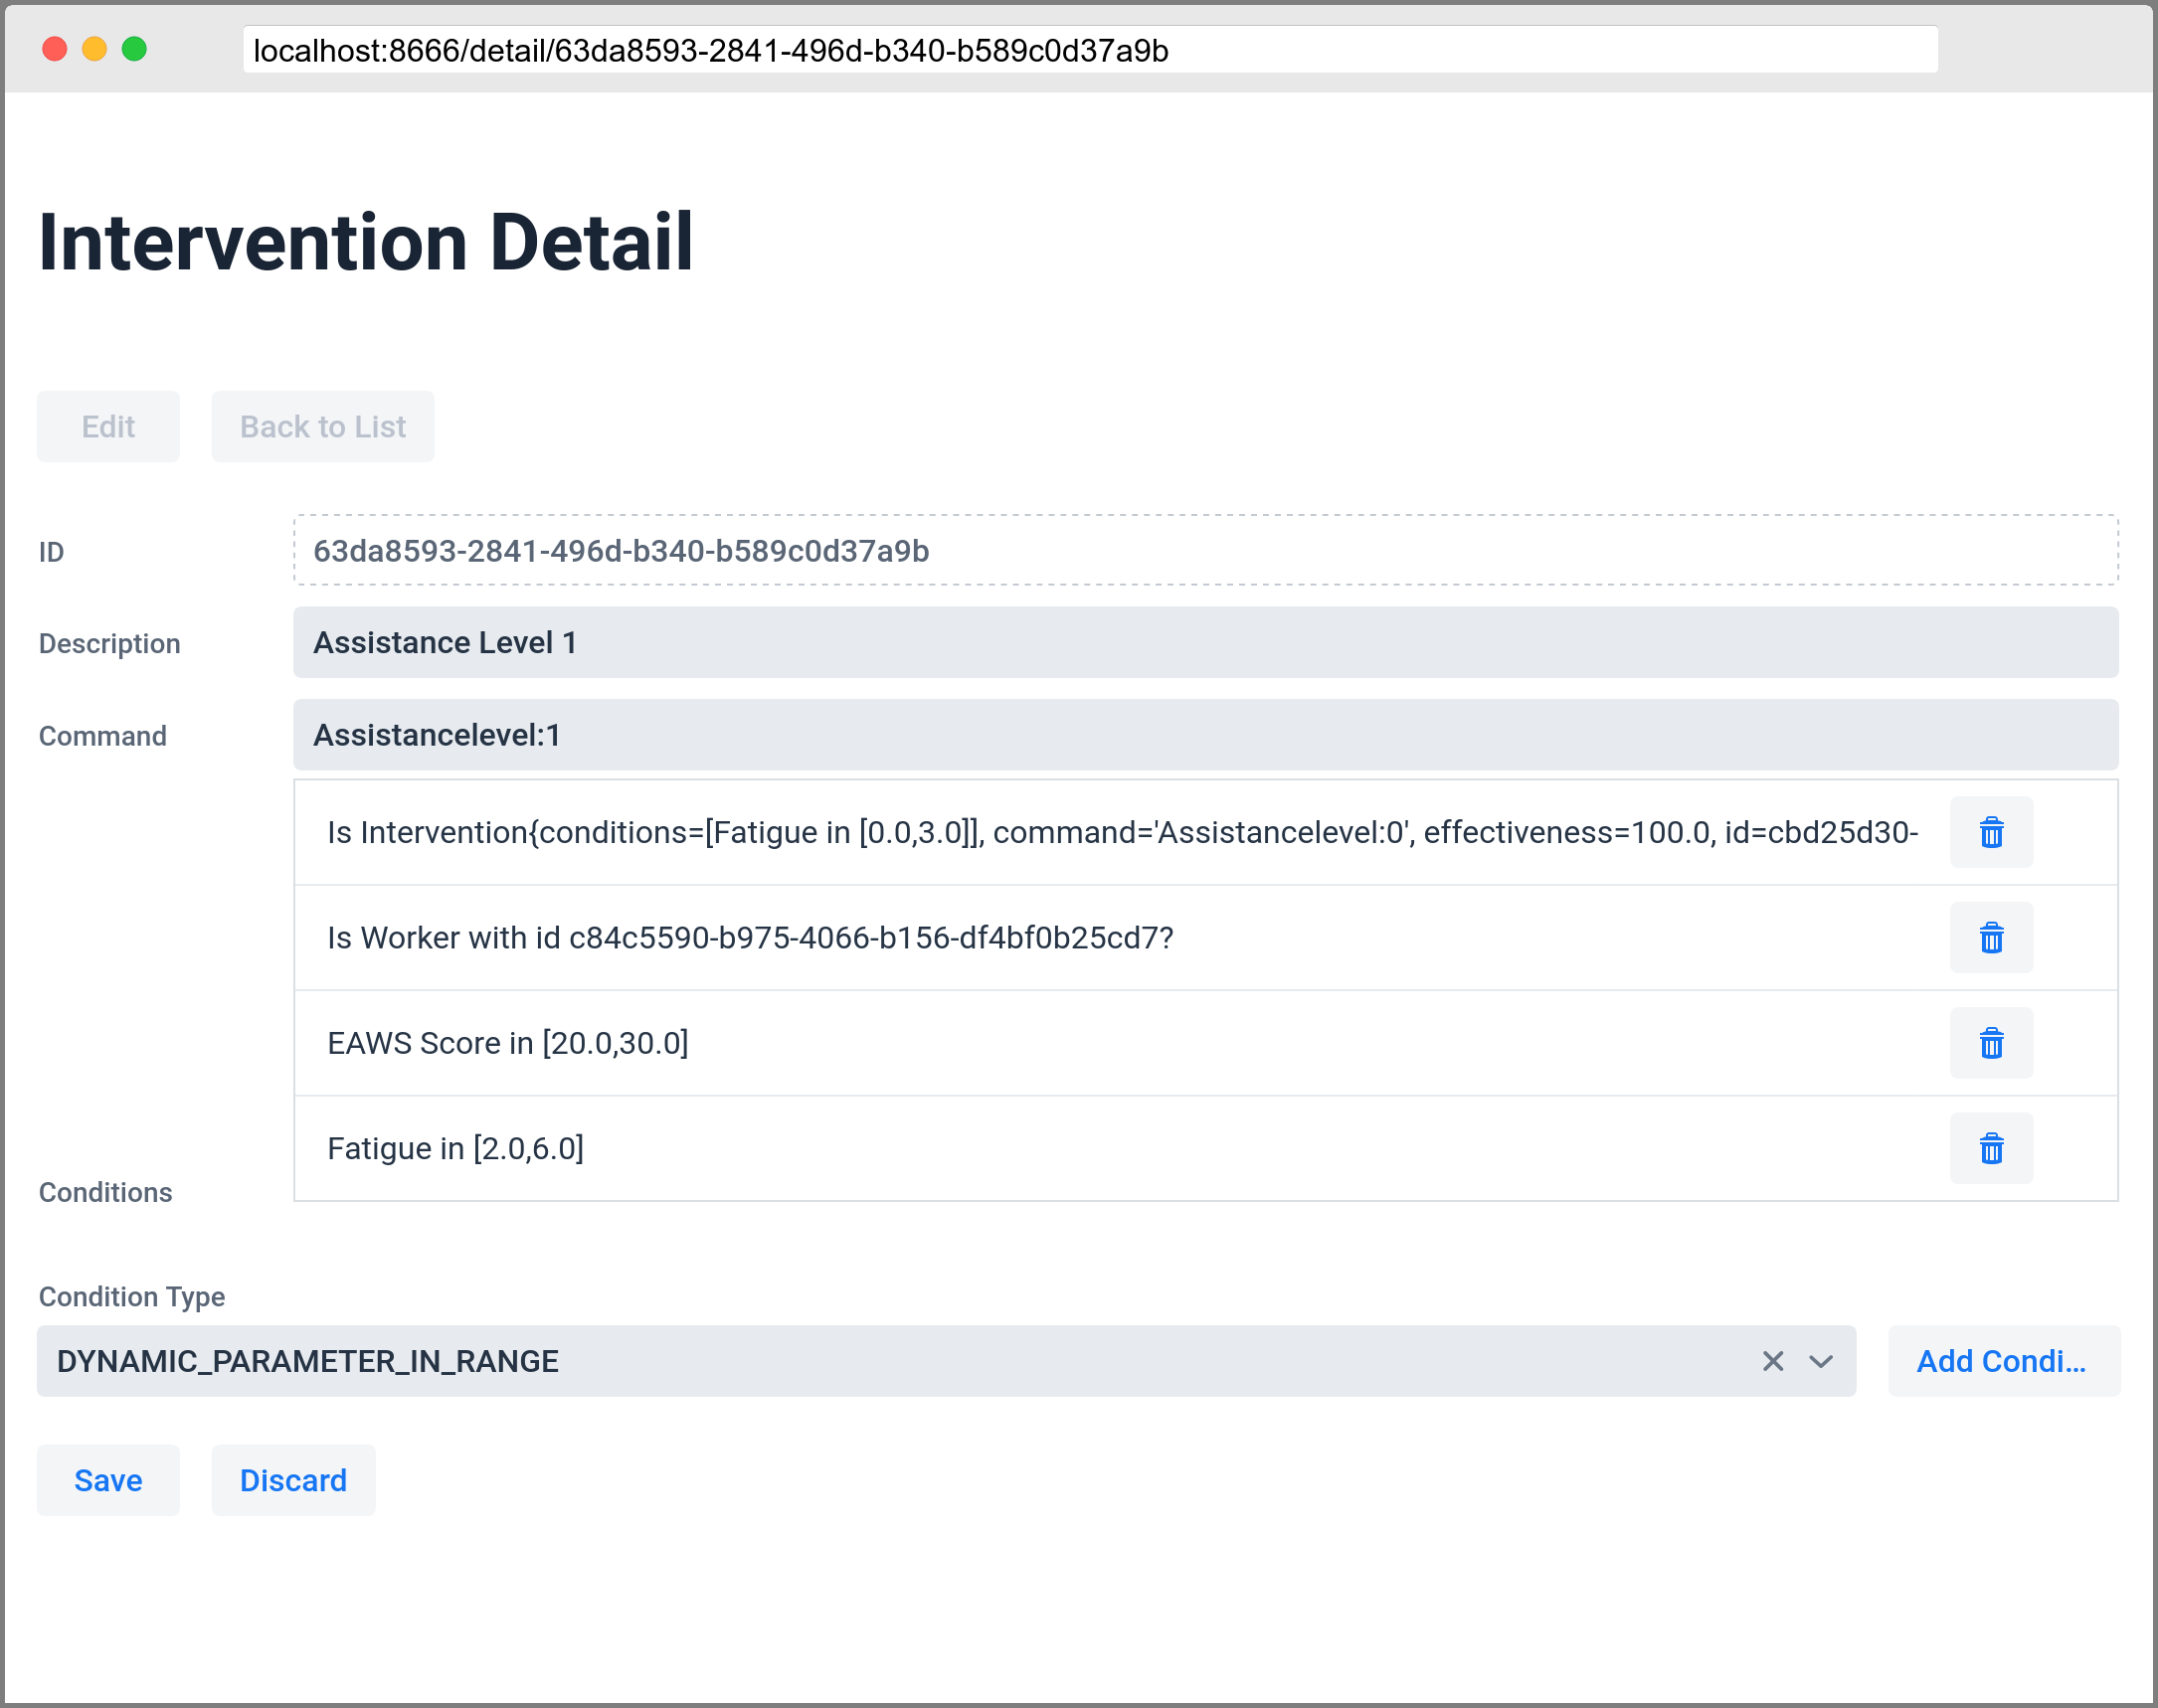 localhost:8666/detail/63da8593-2841-496d-b340-b589c0d37a9b
Intervention Detail
Edit Back to List
ID 63da8593-2841-496d-b340-b589c0d37a9b
Description Assistance Level 1
Command Assistancelevel:1
Is Intervention{conditions=[Fatigue in [0.0,3.0]], command='Assistancelevel:0', effectiveness=100.0, id=cbd25d30-
Is Worker with id c84c5590-b975-4066-b156-df4bf0b25cd7?
EAWS Score in [20.0,30.0]
Fatigue in [2.0,6.0]
Conditions
Condition Type
DYNAMIC_PARAMETER_IN_RANGE Add Condi...
Save Discard